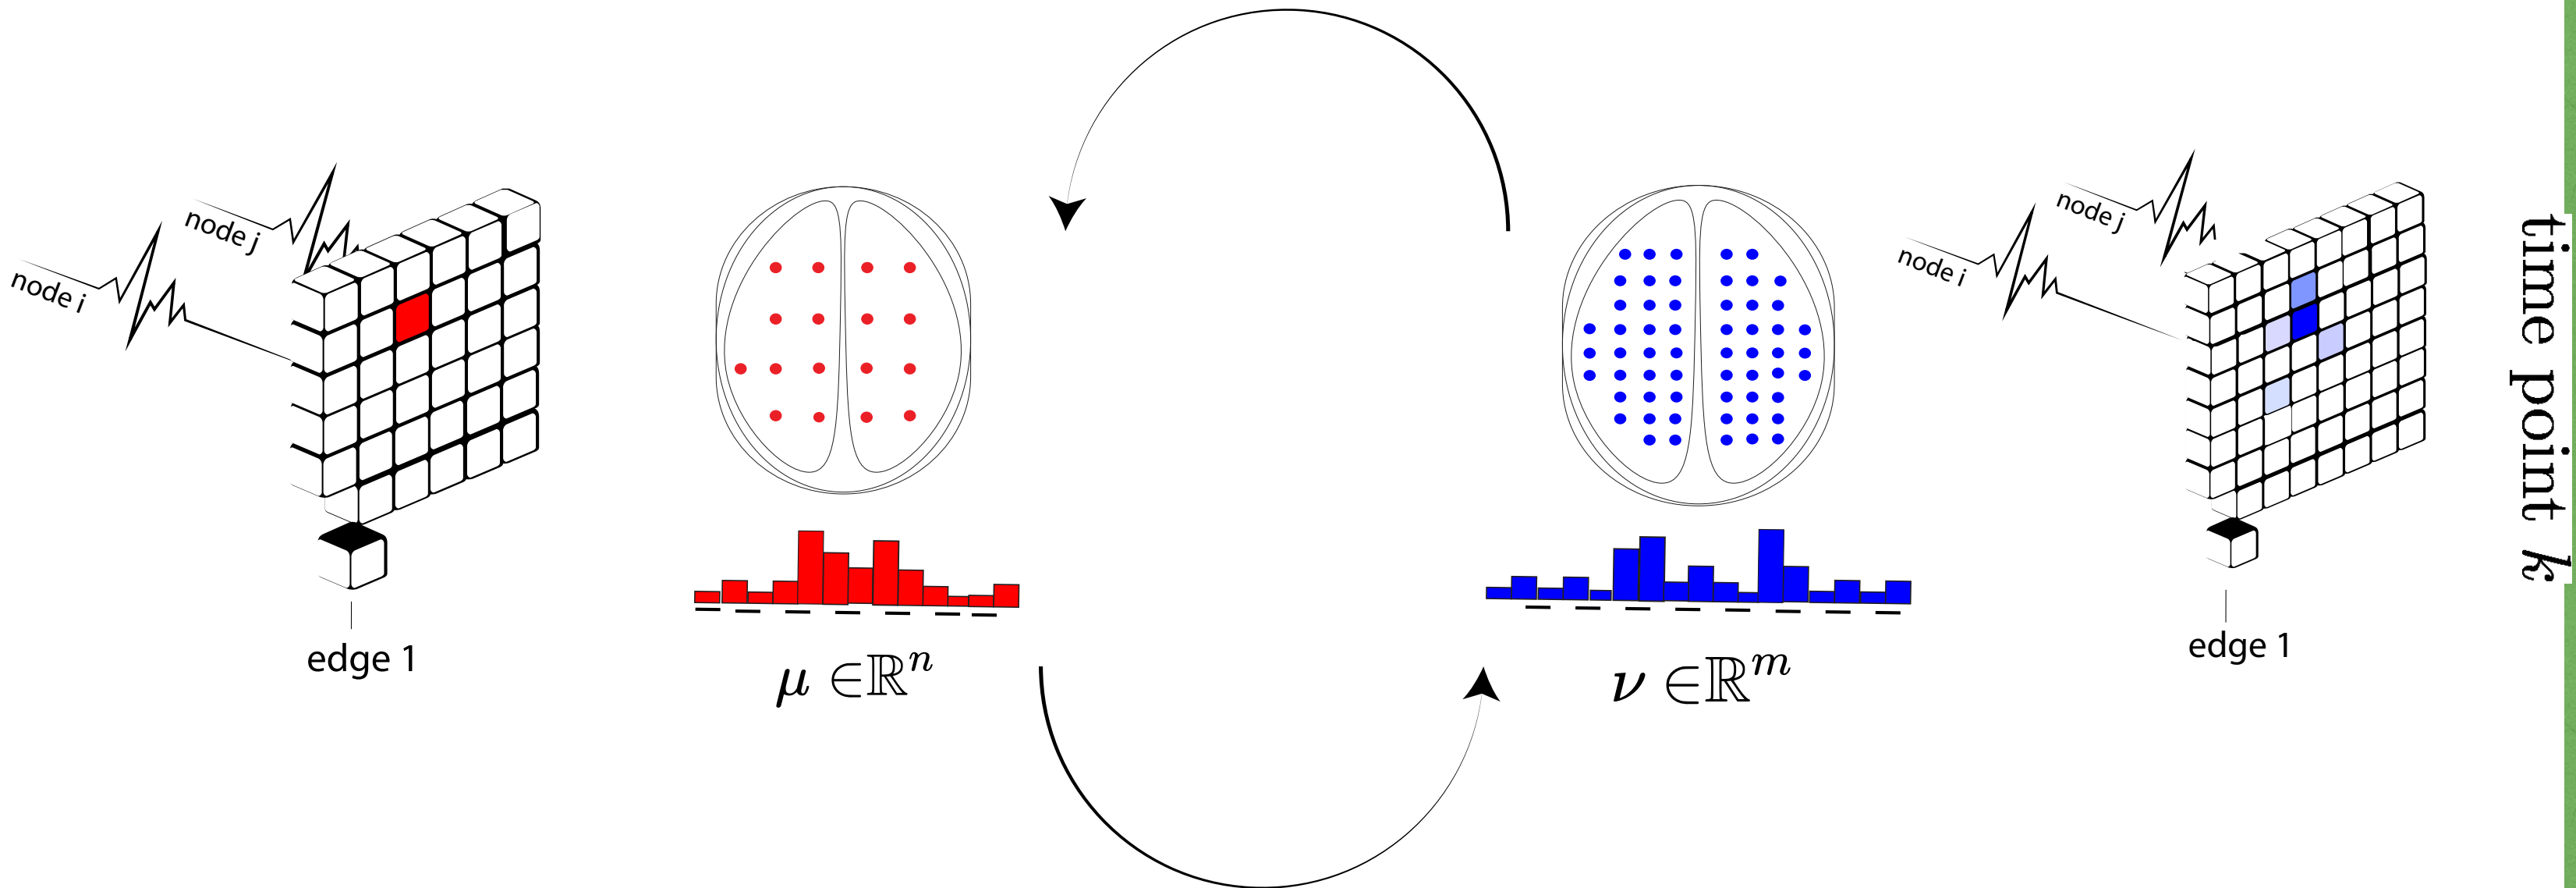 node j
node i
edge 1
μ ∈ℝⁿ
ν ∈ℝᵐ
node j
node i
edge 1
time point k